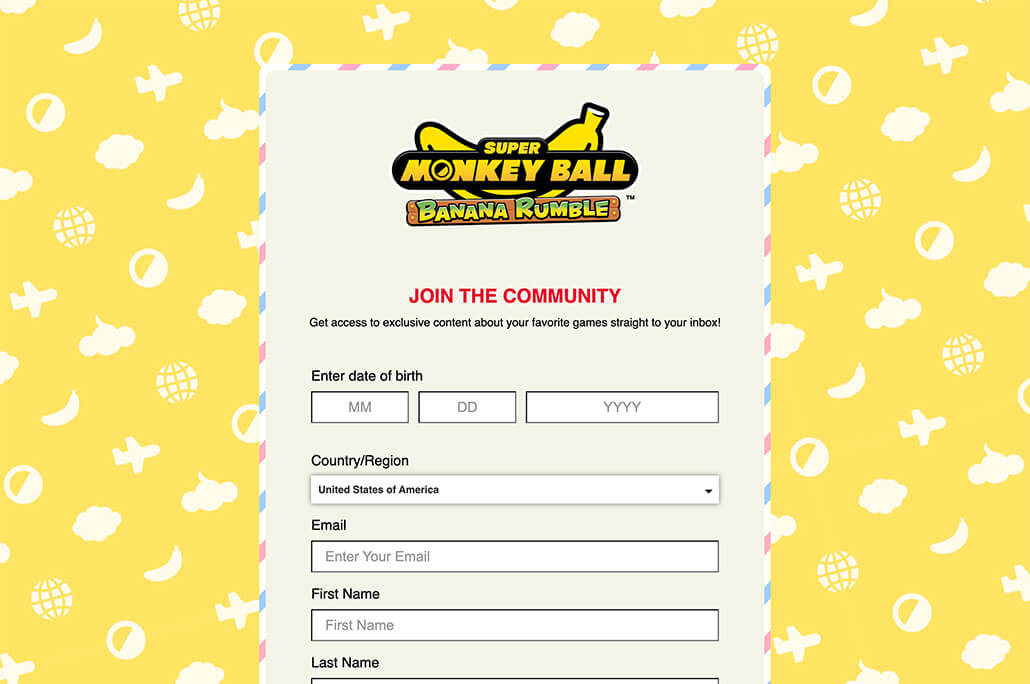 SUPER
MONKEY BALL
BANANA RUMBLE™
JOIN THE COMMUNITY
Get access to exclusive content about your favorite games straight to your inbox!
Enter date of birth
MM DD YYYY
Country/Region
United States of America
Email
Enter Your Email
First Name
First Name
Last Name